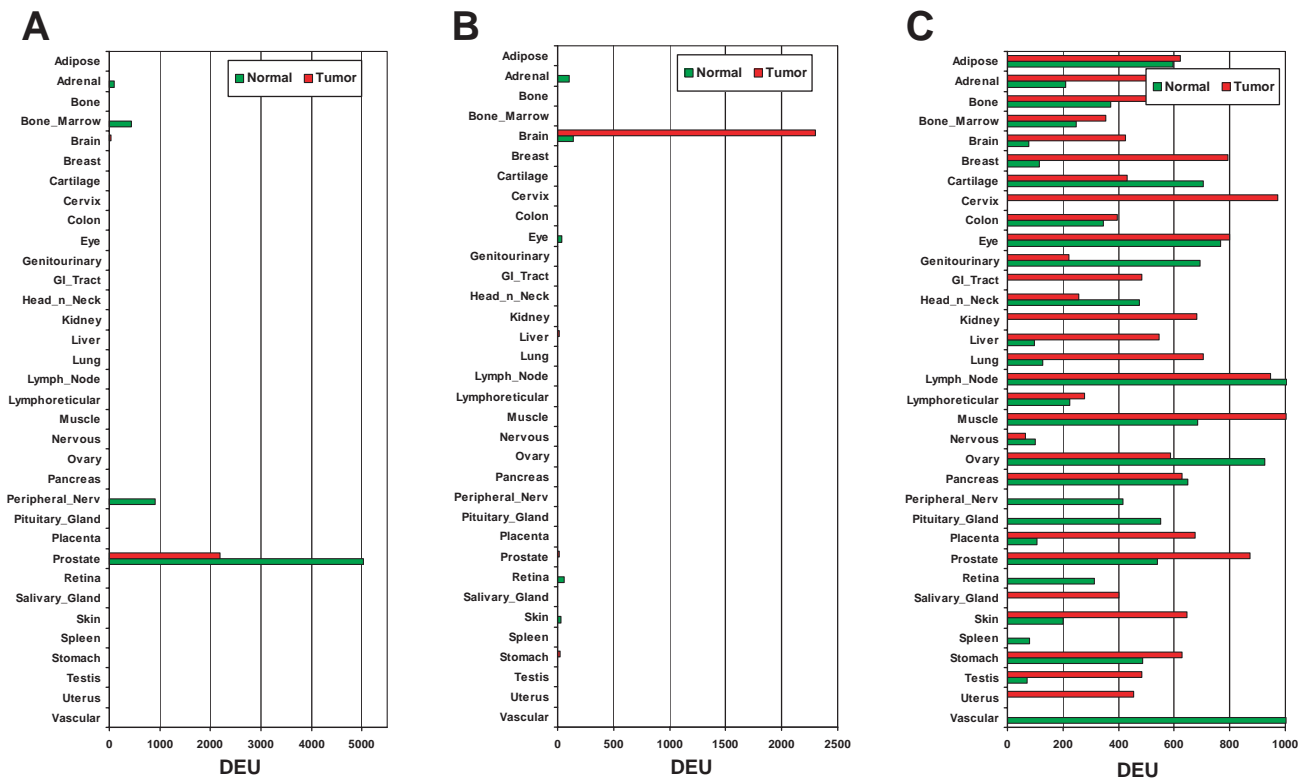 A
Normal Tumor
Adipose
Adrenal
Bone
Bone_Marrow
Brain
Breast
Cartilage
Cervix
Colon
Eye
Genitourinary
GI_Tract
Head_n_Neck
Kidney
Liver
Lung
Lymph_Node
Lymphoreticular
Muscle
Nervous
Ovary
Pancreas
Peripheral_Nerv
Pituitary_Gland
Placenta
Prostate
Retina
Salivary_Gland
Skin
Spleen
Stomach
Testis
Uterus
Vascular
0 1000 2000 3000 4000 5000
DEU
B
Normal Tumor
Adipose
Adrenal
Bone
Bone_Marrow
Brain
Breast
Cartilage
Cervix
Colon
Eye
Genitourinary
GI_Tract
Head_n_Neck
Kidney
Liver
Lung
Lymph_Node
Lymphoreticular
Muscle
Nervous
Ovary
Pancreas
Peripheral_Nerv
Pituitary_Gland
Placenta
Prostate
Retina
Salivary_Gland
Skin
Spleen
Stomach
Testis
Uterus
Vascular
0 500 1000 1500 2000 2500
DEU
C
Normal Tumor
Adipose
Adrenal
Bone
Bone_Marrow
Brain
Breast
Cartilage
Cervix
Colon
Eye
Genitourinary
GI_Tract
Head_n_Neck
Kidney
Liver
Lung
Lymph_Node
Lymphoreticular
Muscle
Nervous
Ovary
Pancreas
Peripheral_Nerv
Pituitary_Gland
Placenta
Prostate
Retina
Salivary_Gland
Skin
Spleen
Stomach
Testis
Uterus
Vascular
0 200 400 600 800 1000
DEU